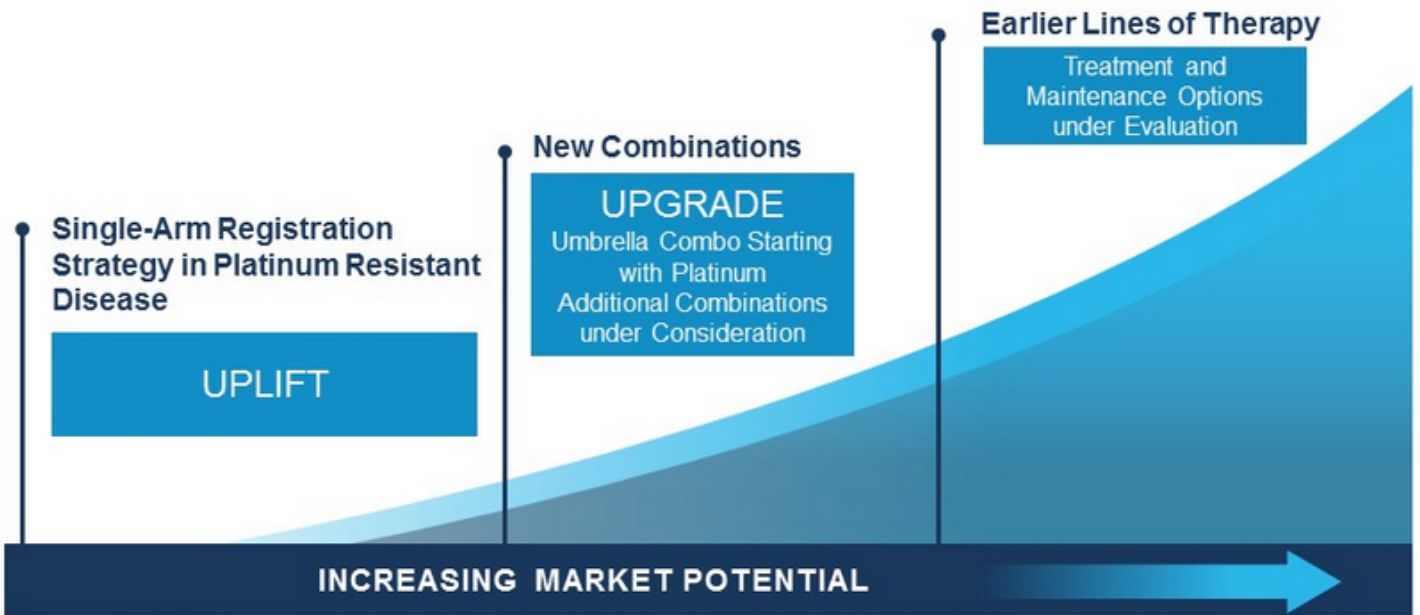 Single-Arm Registration
Strategy in Platinum Resistant
Disease
UPLIFT
New Combinations
UPGRADE
Umbrella Combo Starting
with Platinum
Additional Combinations
under Consideration
Earlier Lines of Therapy
Treatment and
Maintenance Options
under Evaluation
INCREASING MARKET POTENTIAL